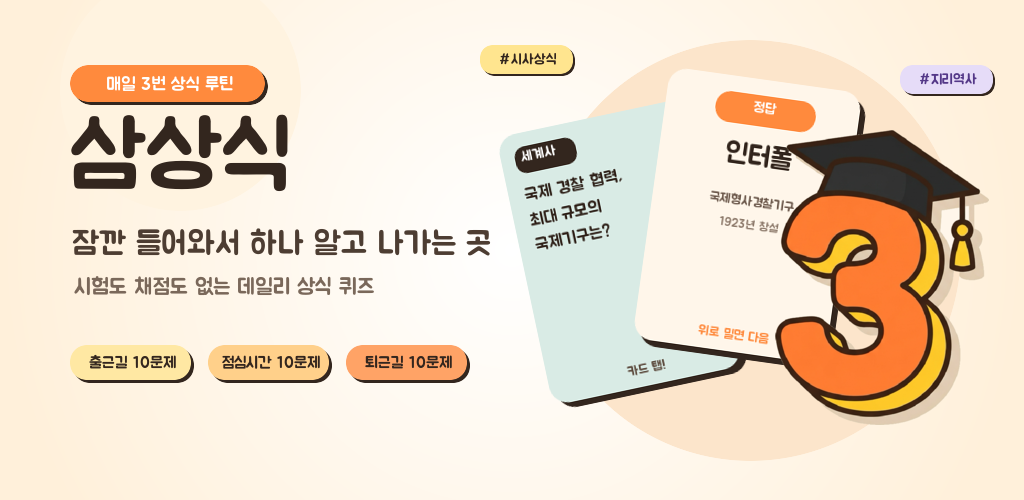 매일 3번 상식 루틴
삼상식
잠깐 들어와서 하나 알고 나가는 곳
시험도 채점도 없는 데일리 상식 퀴즈
출근길 10문제
점심시간 10문제
퇴근길 10문제
#시사상식
#지리역사
세계사
국제 경찰 협력,
최대 규모의
국제기구는?
카드 탭!
정답
인터폴
국제형사경찰기구
1923년 창설
위로 밀면 다음
3